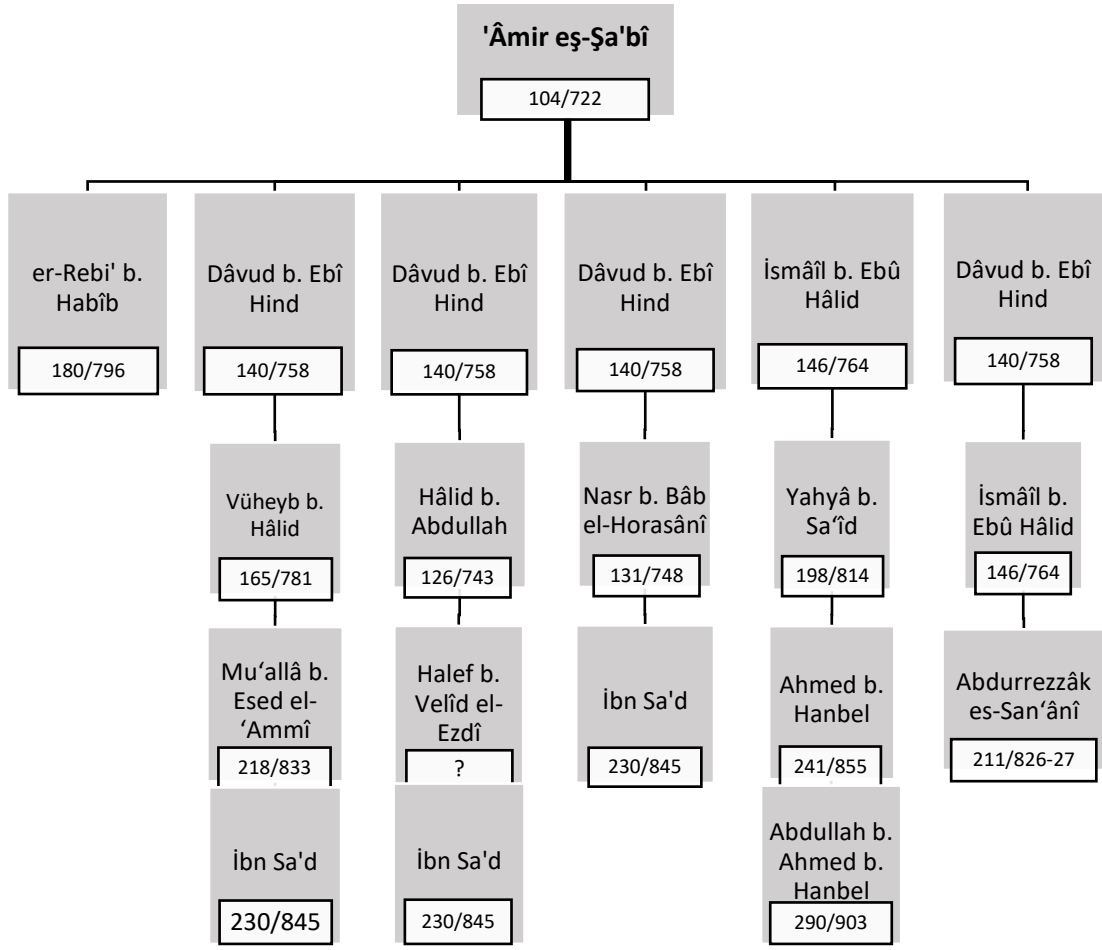 'Âmir eş-Şa'bî
104/722
er-Rebi' b.
Habîb
180/796
Dâvud b. Ebî
Hind
140/758
Vüheyb b.
Hâlid
165/781
Mu‘allâ b.
Esed el-
‘Ammî
218/833
İbn Sa'd
230/845
Dâvud b. Ebî
Hind
140/758
Hâlid b.
Abdullah
126/743
Halef b.
Velîd el-
Ezdî
?
İbn Sa'd
230/845
Dâvud b. Ebî
Hind
140/758
Nasr b. Bâb
el-Horasânî
131/748
İbn Sa'd
230/845
İsmâîl b. Ebû
Hâlid
146/764
Yahyâ b.
Sa‘îd
198/814
Ahmed b.
Hanbel
241/855
Abdullah b.
Ahmed b.
Hanbel
290/903
Dâvud b. Ebî
Hind
140/758
İsmâîl b.
Ebû Hâlid
146/764
Abdurrezzâk
es-San‘ânî
211/826-27